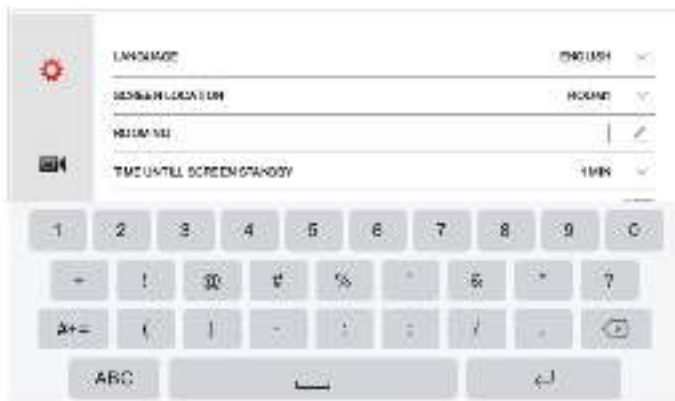 LANGUAGE ENGLISH
SCREEN LOCATION ROOM1
ROOM NO
TIME UNTILL SCREEN STANDBY 1MIN
1 2 3 4 5 6 7 8 9 0
! @ # % & * ?
( ) - : ; / .
ABC